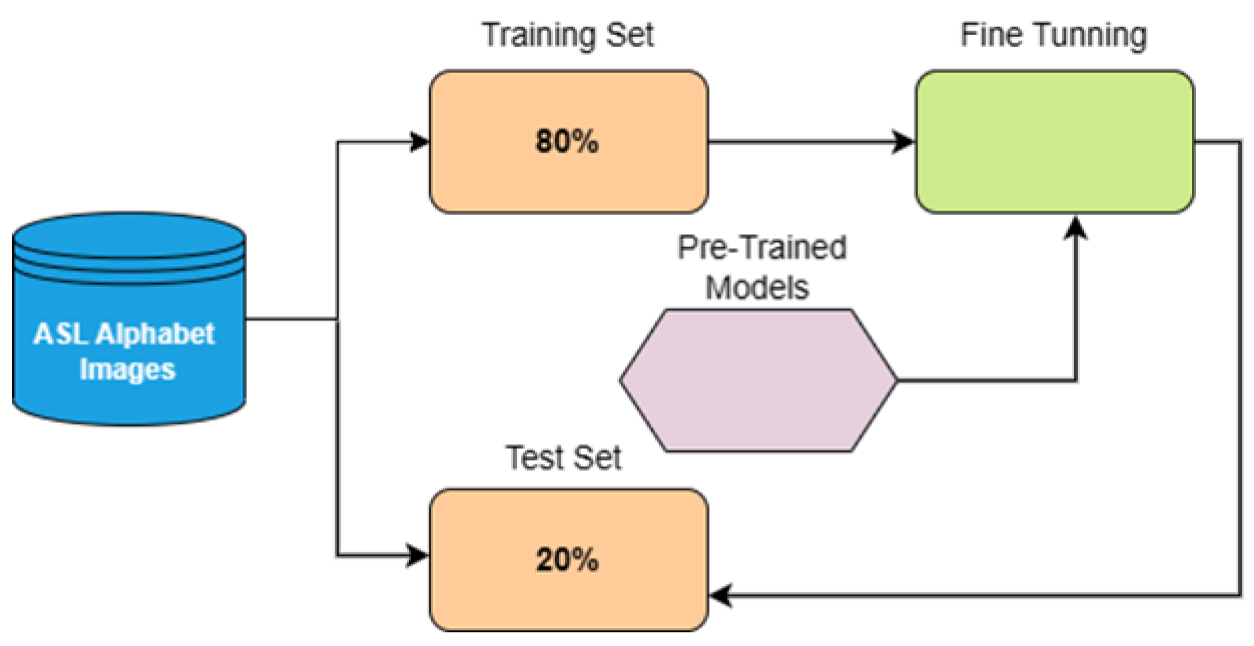 Training Set
Fine Tunning
80%
Pre-Trained
Models
ASL Alphabet
Images
Test Set
20%